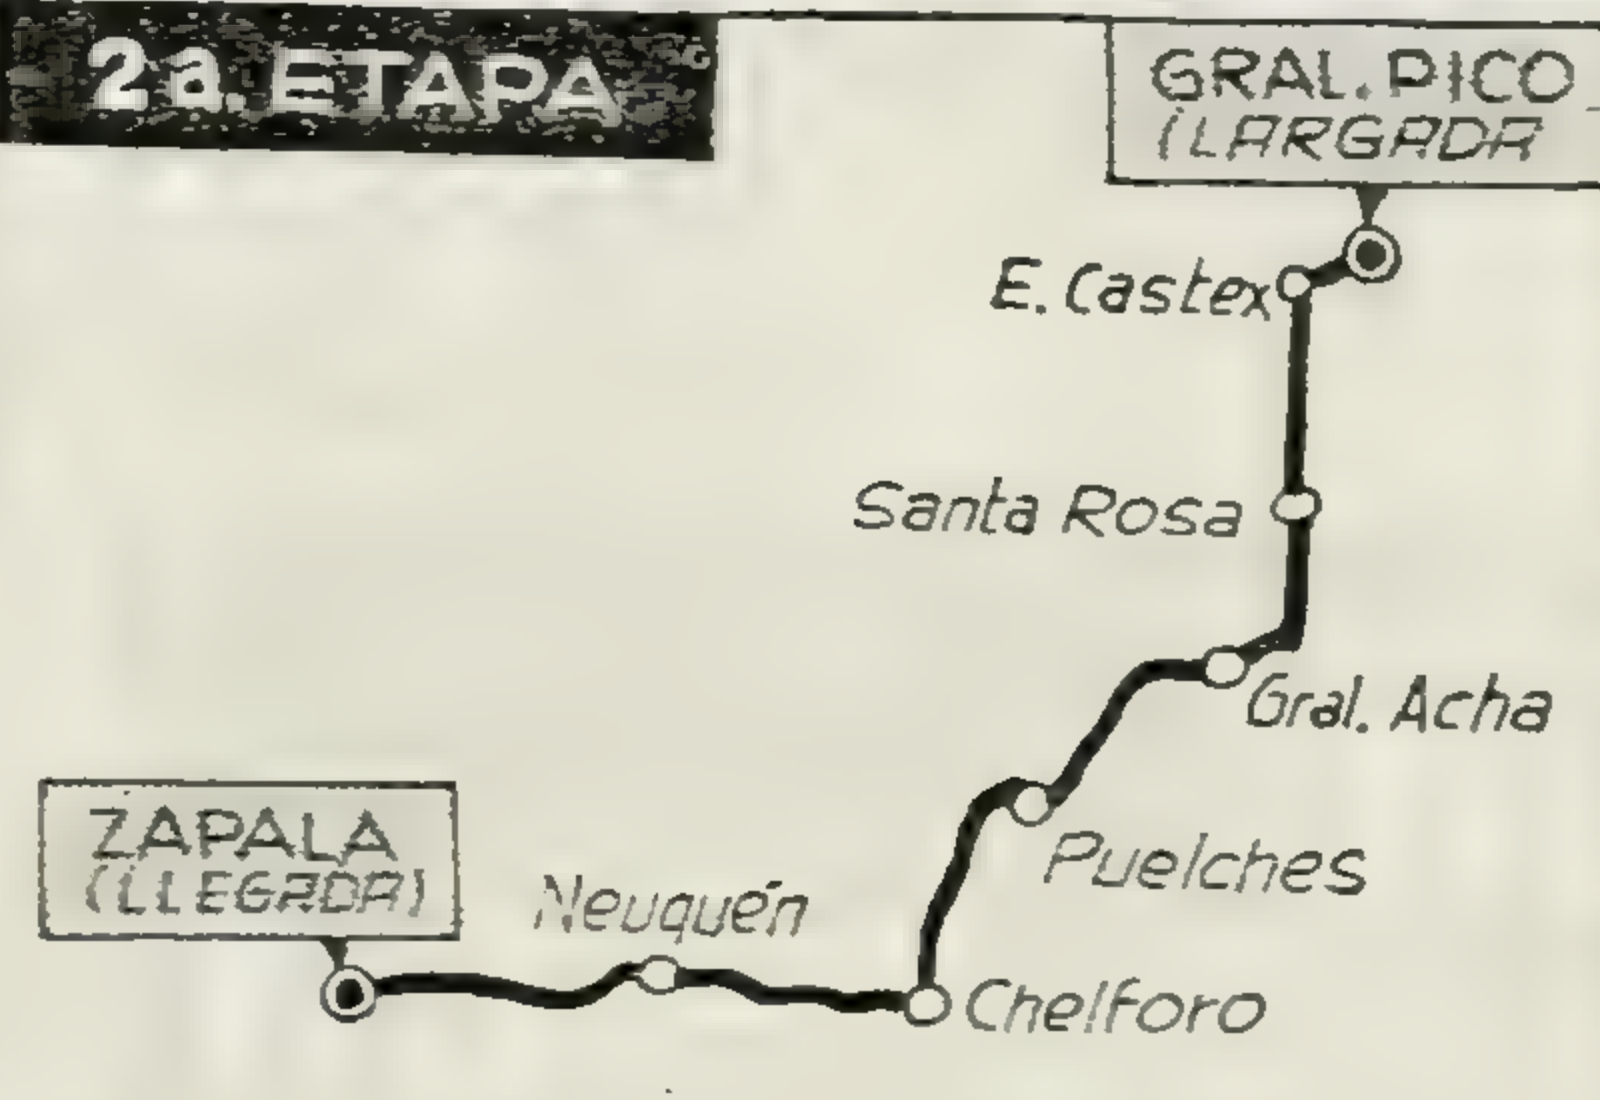 2a. ETAPA
GRAL. PICO
(LARGADA
E. Castex
Santa Rosa
Gral. Acha
Puelches
ZAPALA
(LLEGADA)
Neuquén
Chelforo